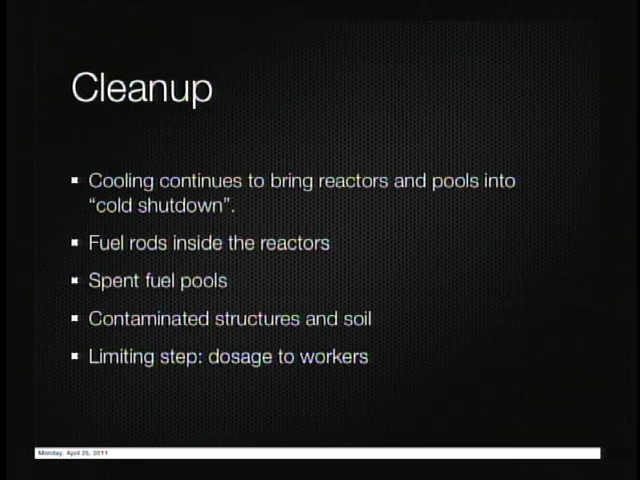 Cleanup
Cooling continues to bring reactors and pools into
“cold shutdown”.
Fuel rods inside the reactors
Spent fuel pools
Contaminated structures and soil
Limiting step: dosage to workers
Monday, April 25, 2011